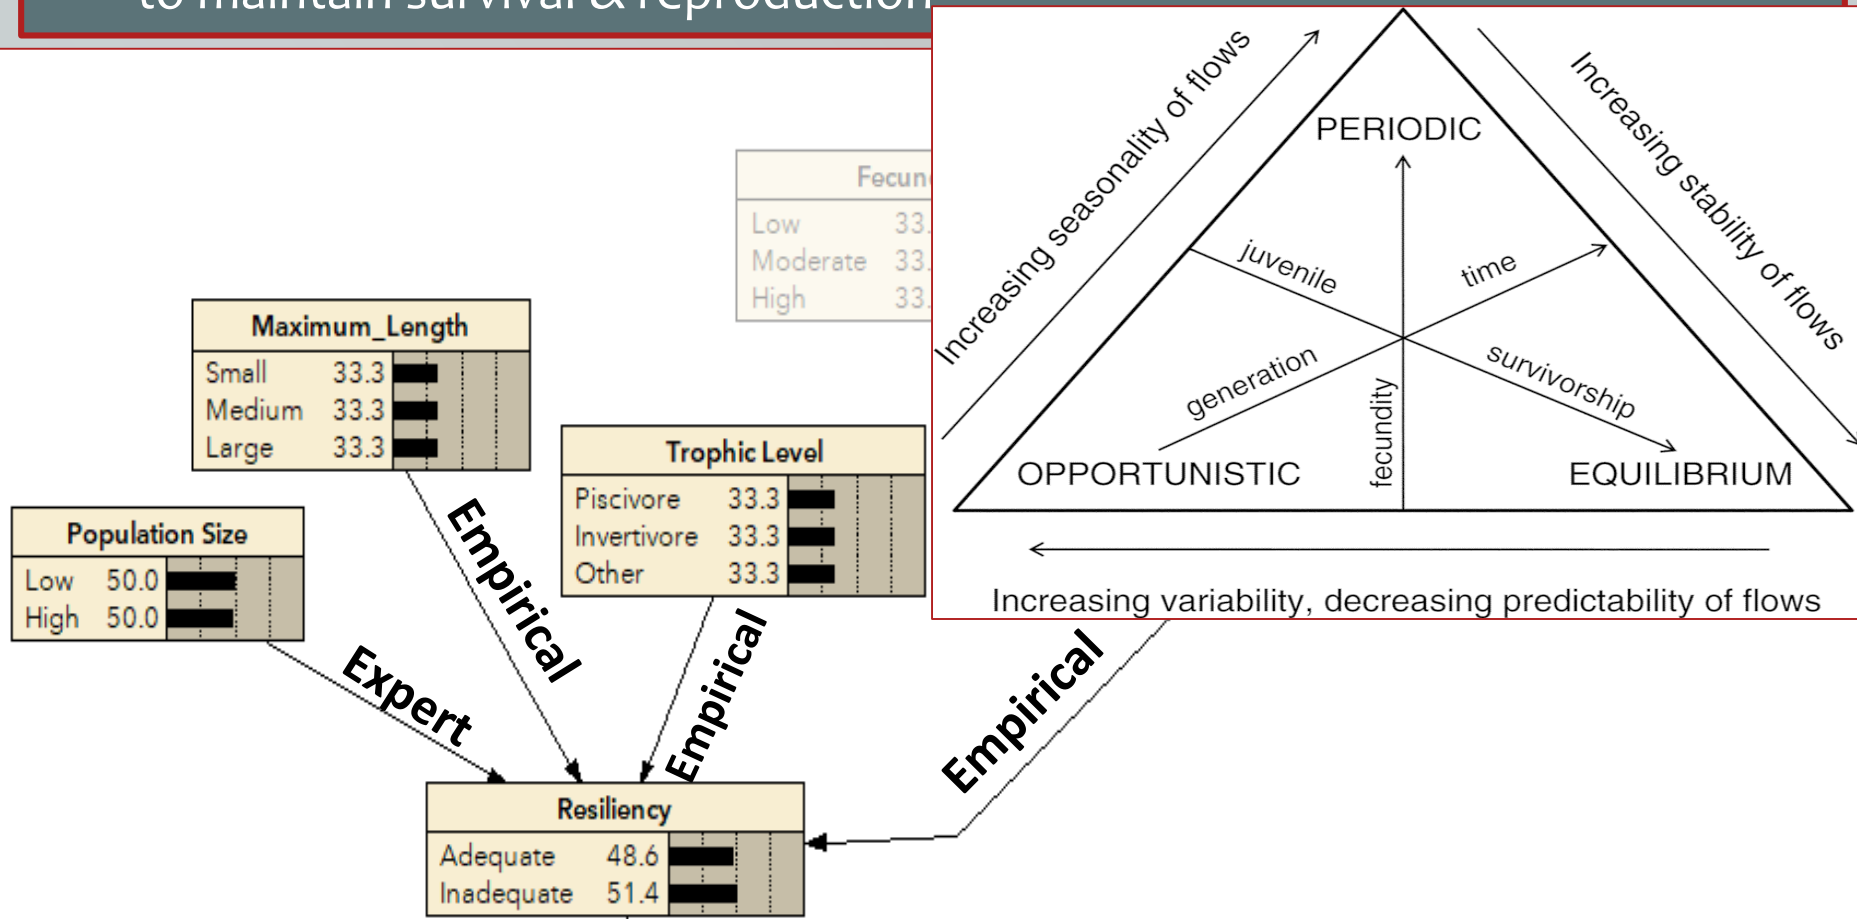 to maintain survival & reproduction
Fecun
Low 33.
Moderate 33.
High 33.
Maximum_Length
Small 33.3
Medium 33.3
Large 33.3
Trophic Level
Piscivore 33.3
Invertivore 33.3
Other 33.3
Population Size
Low 50.0
High 50.0
Expert
Empirical
Empirical
Empirical
Resiliency
Adequate 48.6
Inadequate 51.4
Increasing seasonality of flows
Increasing stability of flows
PERIODIC
juvenile
time
generation
survivorship
fecundity
OPPORTUNISTIC
EQUILIBRIUM
Increasing variability, decreasing predictability of flows